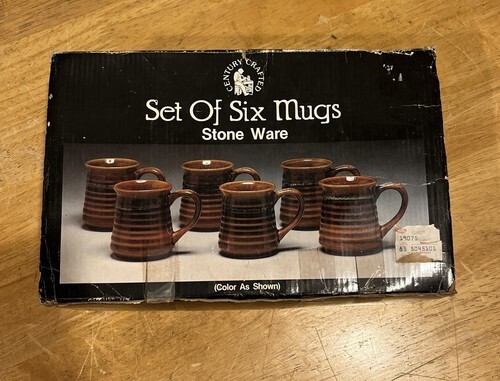 CENTURY CRAFTED
Set Of Six Mugs
Stone Ware
(Color As Shown)